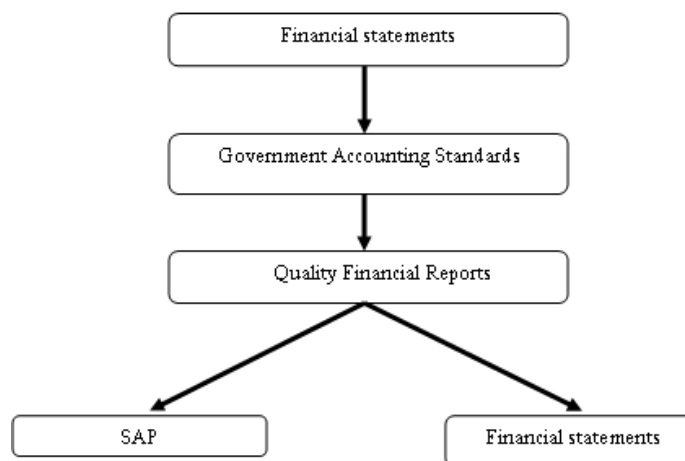 Financial statements
Government Accounting Standards
Quality Financial Reports
SAP
Financial statements